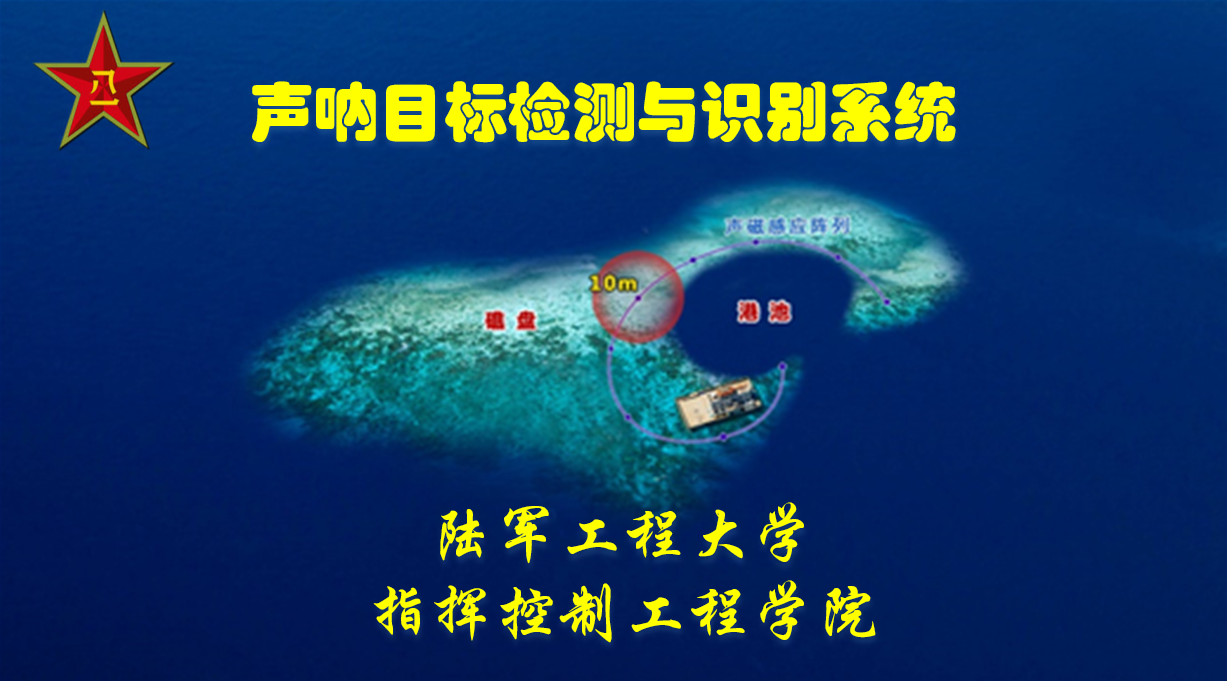 八一
声呐目标检测与识别系统
声磁感应阵列
10m
礁 盘
港 池
陆军工程大学
指挥控制工程学院